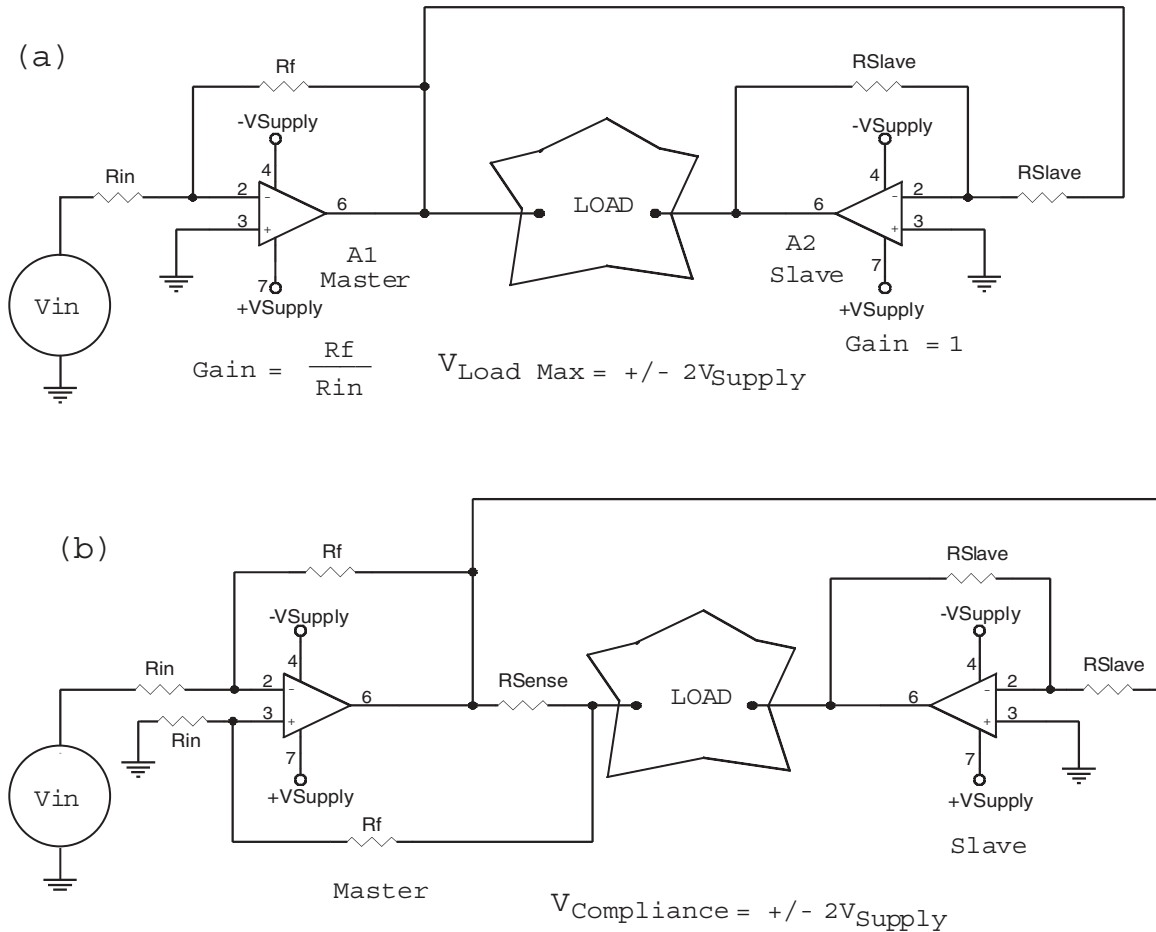 (a)
Rf
RSlave
-VSupply
-VSupply
4
4
Rin
RSlave
2
-
6
LOAD
6
-
2
3
+
+
3
A1
Master
A2
Slave
7
7
+VSupply
+VSupply
Vin
Gain = Rf
Rin
VLoad Max = +/- 2VSupply
Gain = 1
(b)
Rf
RSlave
-VSupply
-VSupply
4
4
Rin
RSense
RSlave
2
-
6
LOAD
6
-
2
3
+
+
3
Rin
7
7
+VSupply
+VSupply
Vin
Rf
Slave
Master
VCompliance = +/- 2VSupply